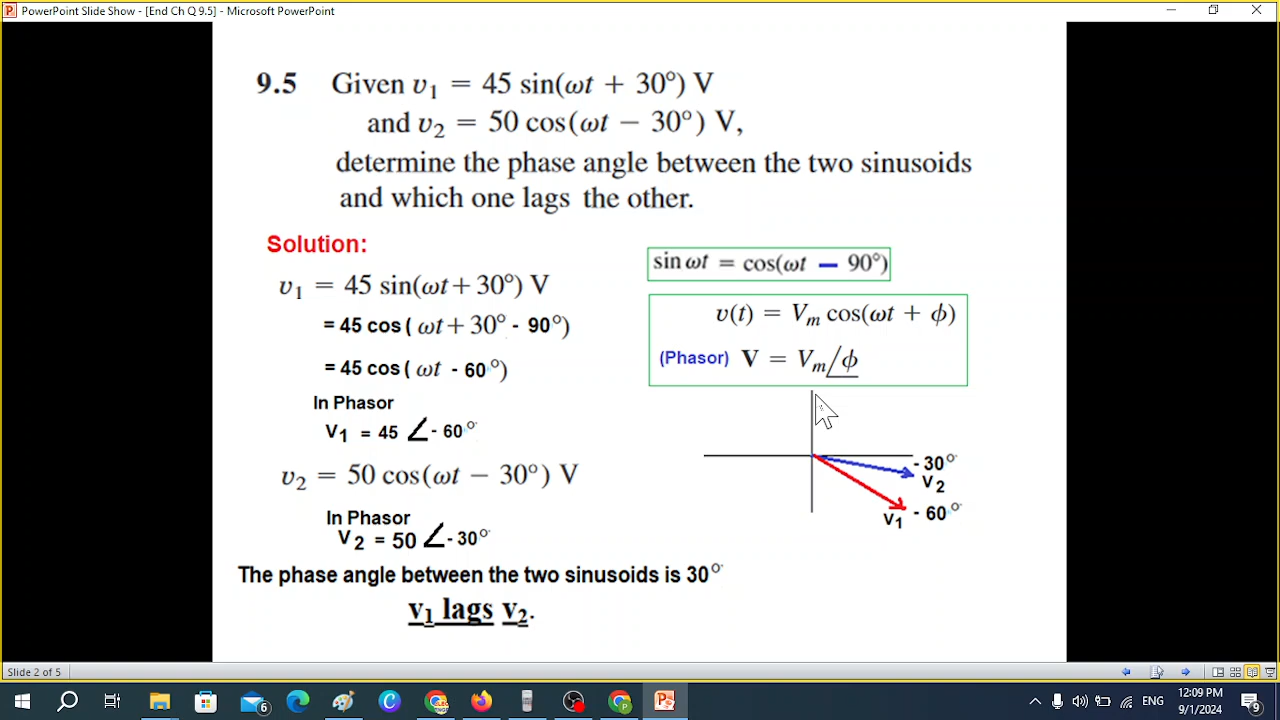 PowerPoint Slide Show - [End Ch Q 9.5] - Microsoft PowerPoint
9.5 Given v₁ = 45 sin(ωt + 30°) V
and v₂ = 50 cos(ωt − 30°) V,
determine the phase angle between the two sinusoids
and which one lags the other.
Solution:
v₁ = 45 sin(ωt + 30°) V
= 45 cos ( ωt + 30° - 90°)
= 45 cos ( ωt - 60°)
In Phasor
V₁ = 45 ∠- 60°
v₂ = 50 cos(ωt − 30°) V
In Phasor
V₂ = 50 ∠- 30°
The phase angle between the two sinusoids is 30°
v₁ lags v₂.
sin ωt = cos(ωt − 90°)
v(t) = Vₘ cos(ωt + ϕ)
(Phasor) V = Vₘ/ϕ
- 30°
V₂
V₁ - 60°
Slide 2 of 5
6
ENG
12:09 PM
9/1/2024
9